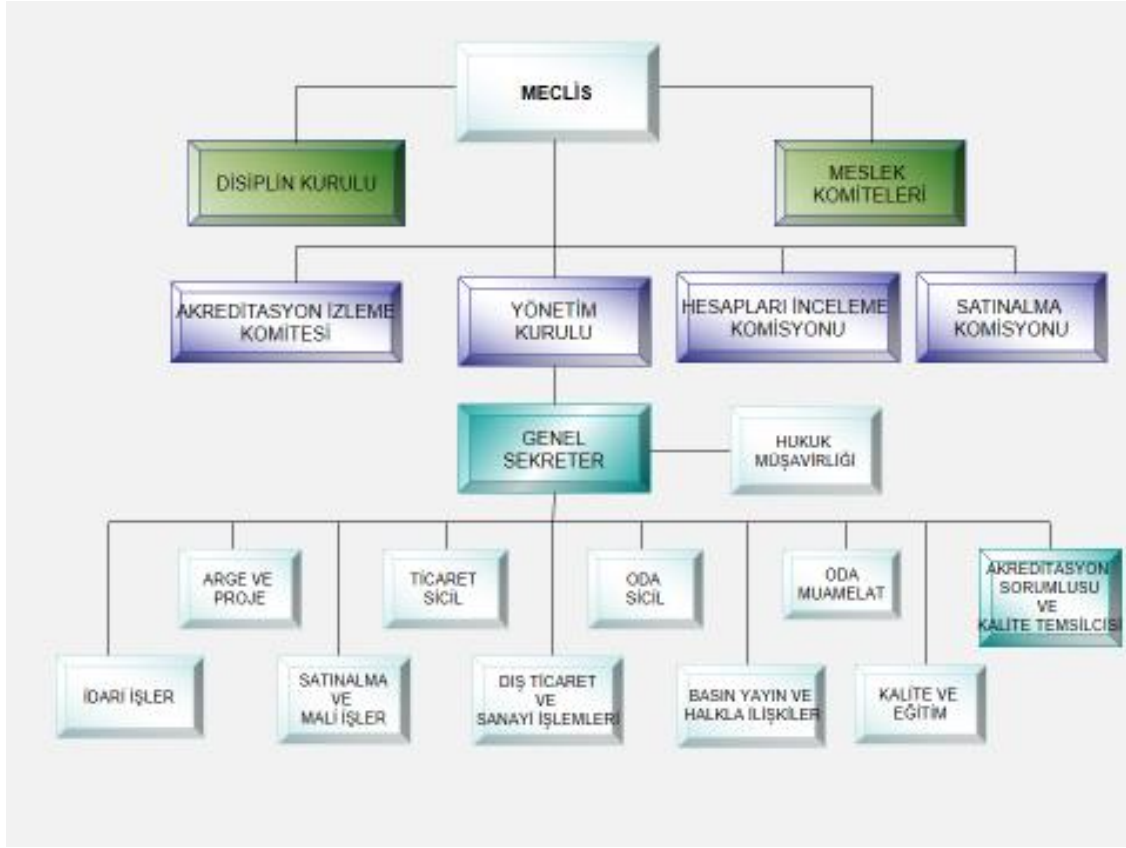 MECLİS
DİSİPLİN KURULU
MESLEK
KOMİTELERİ
AKREDİTASYON İZLEME
KOMİTESİ
YÖNETİM
KURULU
HESAPLARI İNCELEME
KOMİSYONU
SATINALMA
KOMİSYONU
GENEL
SEKRETER
HUKUK
MÜŞAVİRLİĞİ
ARGE VE
PROJE
TİCARET
SİCİL
ODA
SİCİL
ODA
MUAMELAT
AKREDİTASYON
SORUMLUSU
VE
KALİTE TEMSİLCİSİ
İDARİ İŞLER
SATINALMA
VE
MALİ İŞLER
DIŞ TİCARET
VE
SANAYİ İŞLEMLERİ
BASIN YAYIN VE
HALKLA İLİŞKİLER
KALİTE VE
EĞİTİM